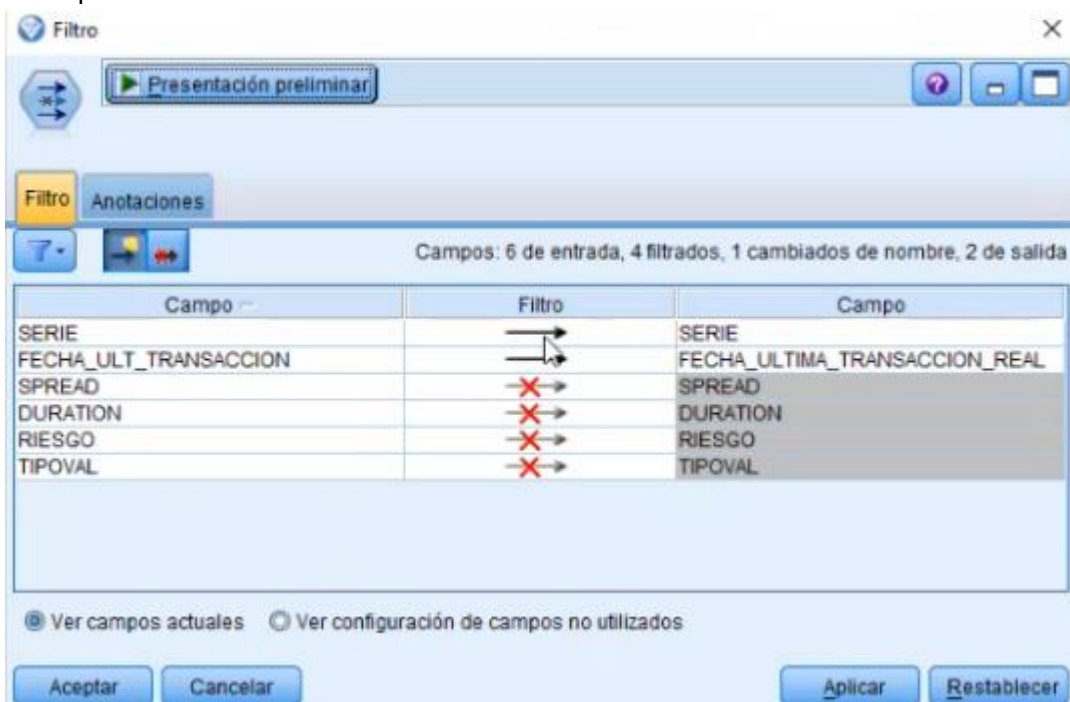 Filtro
Presentación preliminar
Filtro Anotaciones
Campos: 6 de entrada, 4 filtrados, 1 cambiados de nombre, 2 de salida
Campo Filtro Campo
SERIE SERIE
FECHA_ULT_TRANSACCION FECHA_ULTIMA_TRANSACCION_REAL
SPREAD SPREAD
DURATION DURATION
RIESGO RIESGO
TIPOVAL TIPOVAL
Ver campos actuales Ver configuración de campos no utilizados
Aceptar Cancelar Aplicar Restablecer